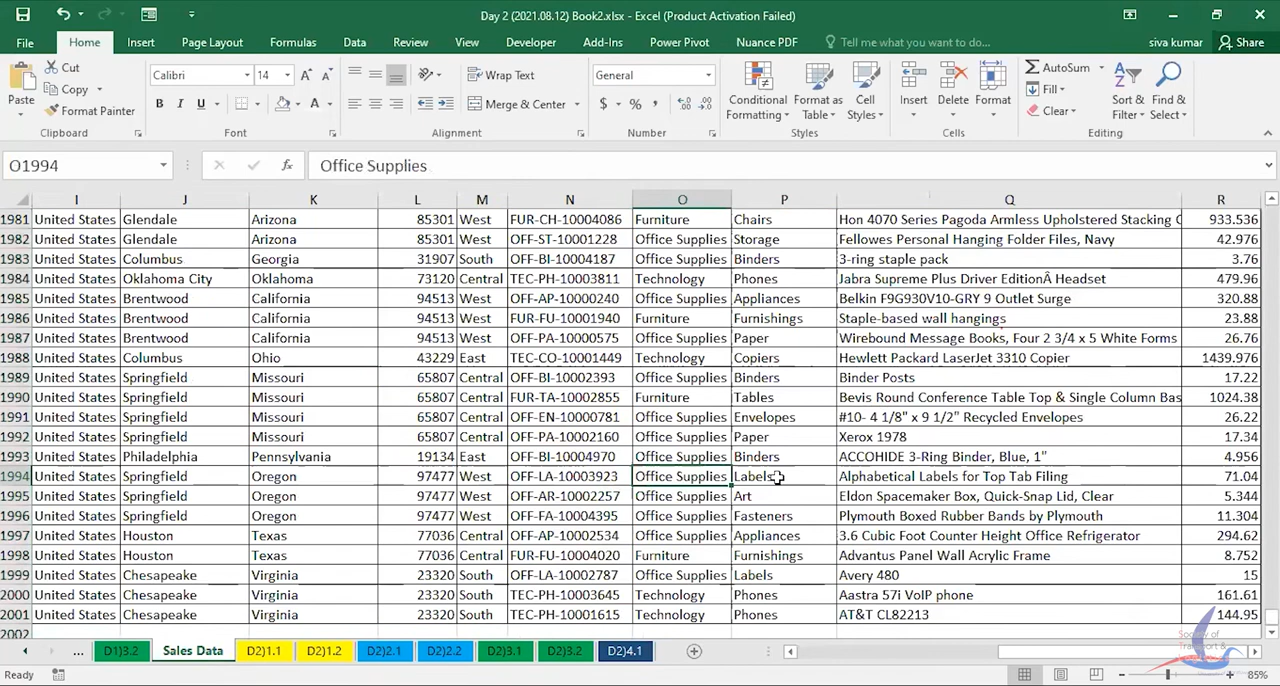 Day 2 (2021.08.12) Book2.xlsx - Excel (Product Activation Failed)
File Home Insert Page Layout Formulas Data Review View Developer Add-Ins Power Pivot Nuance PDF Tell me what you want to do... siva kumar Share
Paste Cut Copy Format Painter Clipboard
Calibri 14 A A B I U A Font
Wrap Text Merge & Center Alignment
General $ % , Number
Conditional Formatting Format as Table Cell Styles Styles
Insert Delete Format Cells
AutoSum Fill Clear Sort & Filter Find & Select Editing
O1994 fx Office Supplies
I J K L M N O P Q R
1981 United States Glendale Arizona 85301 West FUR-CH-10004086 Furniture Chairs Hon 4070 Series Pagoda Armless Upholstered Stacking C 933.536
1982 United States Glendale Arizona 85301 West OFF-ST-10001228 Office Supplies Storage Fellowes Personal Hanging Folder Files, Navy 42.976
1983 United States Columbus Georgia 31907 South OFF-BI-10004187 Office Supplies Binders 3-ring staple pack 3.76
1984 United States Oklahoma City Oklahoma 73120 Central TEC-PH-10003811 Technology Phones Jabra Supreme Plus Driver EditionÂ Headset 479.96
1985 United States Brentwood California 94513 West OFF-AP-10000240 Office Supplies Appliances Belkin F9G930V10-GRY 9 Outlet Surge 320.88
1986 United States Brentwood California 94513 West FUR-FU-10001940 Furniture Furnishings Staple-based wall hangings 23.88
1987 United States Brentwood California 94513 West OFF-PA-10000575 Office Supplies Paper Wirebound Message Books, Four 2 3/4 x 5 White Forms 26.76
1988 United States Columbus Ohio 43229 East TEC-CO-10001449 Technology Copiers Hewlett Packard LaserJet 3310 Copier 1439.976
1989 United States Springfield Missouri 65807 Central OFF-BI-10002393 Office Supplies Binders Binder Posts 17.22
1990 United States Springfield Missouri 65807 Central FUR-TA-10002855 Furniture Tables Bevis Round Conference Table Top & Single Column Bas 1024.38
1991 United States Springfield Missouri 65807 Central OFF-EN-10000781 Office Supplies Envelopes #10- 4 1/8" x 9 1/2" Recycled Envelopes 26.22
1992 United States Springfield Missouri 65807 Central OFF-PA-10002160 Office Supplies Paper Xerox 1978 17.34
1993 United States Philadelphia Pennsylvania 19134 East OFF-BI-10004970 Office Supplies Binders ACCOHIDE 3-Ring Binder, Blue, 1" 4.956
1994 United States Springfield Oregon 97477 West OFF-LA-10003923 Office Supplies Labels Alphabetical Labels for Top Tab Filing 71.04
1995 United States Springfield Oregon 97477 West OFF-AR-10002257 Office Supplies Art Eldon Spacemaker Box, Quick-Snap Lid, Clear 5.344
1996 United States Springfield Oregon 97477 West OFF-FA-10004395 Office Supplies Fasteners Plymouth Boxed Rubber Bands by Plymouth 11.304
1997 United States Houston Texas 77036 Central OFF-AP-10002534 Office Supplies Appliances 3.6 Cubic Foot Counter Height Office Refrigerator 294.62
1998 United States Houston Texas 77036 Central FUR-FU-10004020 Furniture Furnishings Advantus Panel Wall Acrylic Frame 8.752
1999 United States Chesapeake Virginia 23320 South OFF-LA-10002787 Office Supplies Labels Avery 480 15
2000 United States Chesapeake Virginia 23320 South TEC-PH-10003645 Technology Phones Aastra 57i VoIP phone 161.61
2001 United States Chesapeake Virginia 23320 South TEC-PH-10001615 Technology Phones AT&T CL82213 144.95
2002
... D1)3.2 Sales Data D2)1.1 D2)1.2 D2)2.1 D2)2.2 D2)3.1 D2)3.2 D2)4.1
Society of
Transport &
Ready 85%